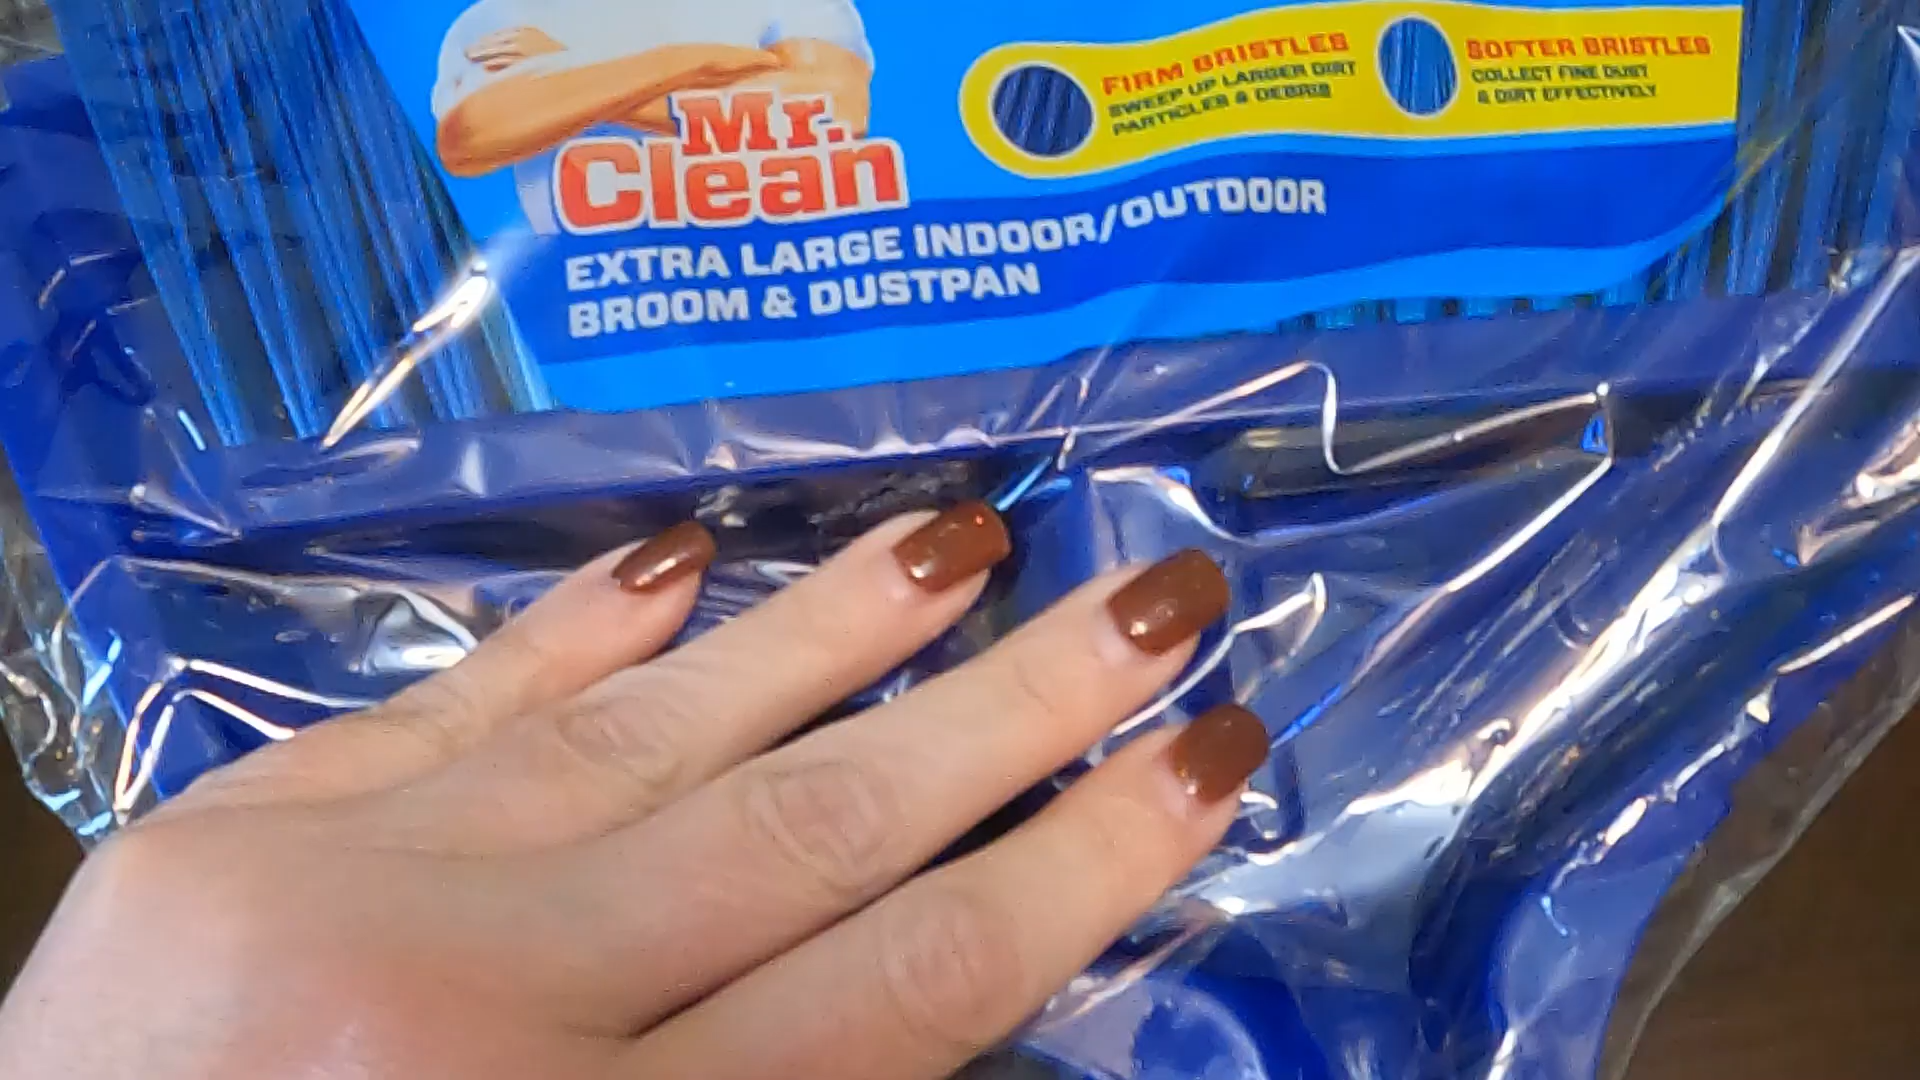 Mr.
Clean
FIRM BRISTLES
SWEEP UP LARGER DIRT
PARTICLES & DEBRIS
SOFTER BRISTLES
COLLECT FINE DUST
& DIRT EFFECTIVELY
EXTRA LARGE INDOOR/OUTDOOR
BROOM & DUSTPAN